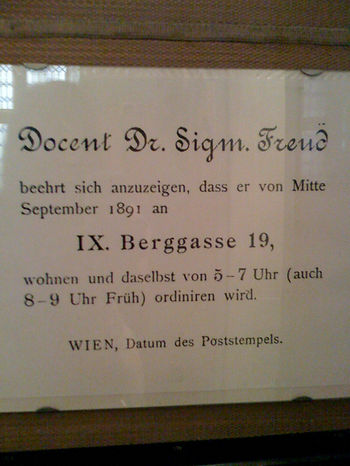 Docent Dr. Sigm. Freud
beehrt sich anzuzeigen, dass er von Mitte
September 1891 an
IX. Berggasse 19,
wohnen und daselbst von 5–7 Uhr (auch
8–9 Uhr Früh) ordiniren wird.
WIEN, Datum des Poststempels.